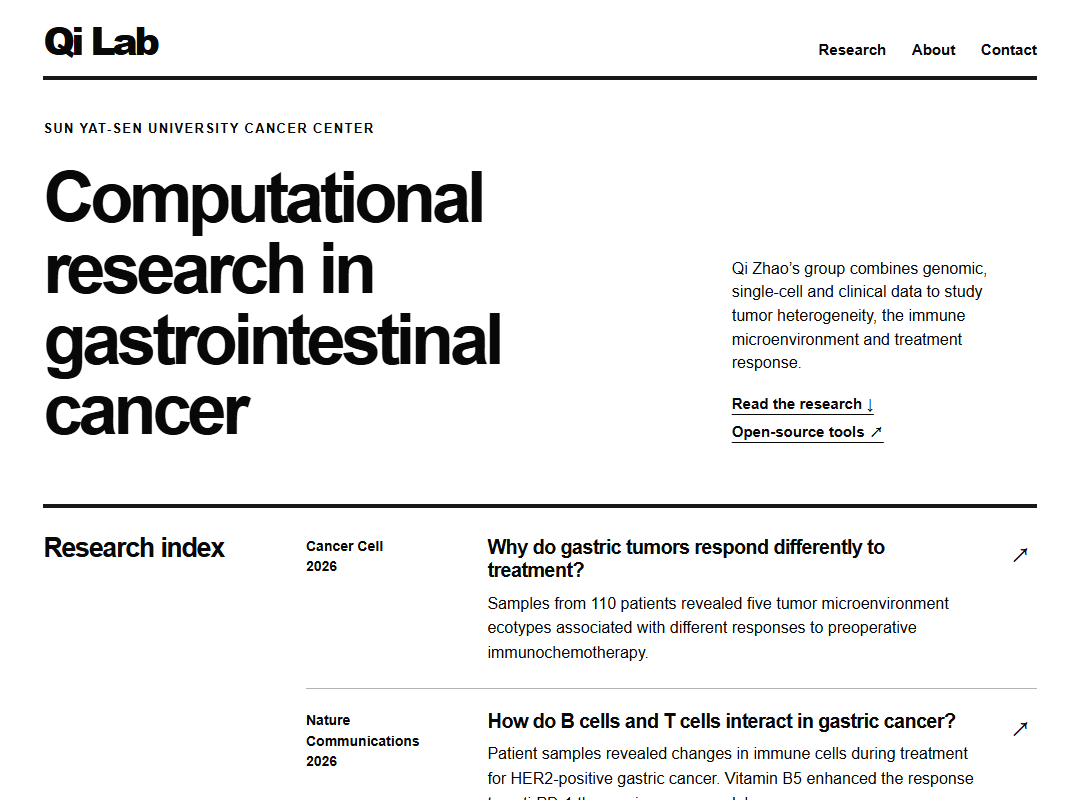 Qi Lab
Research About Contact
SUN YAT-SEN UNIVERSITY CANCER CENTER
Computational
research in
gastrointestinal
cancer
Qi Zhao’s group combines genomic,
single-cell and clinical data to study
tumor heterogeneity, the immune
microenvironment and treatment
response.
Read the research ↓
Open-source tools ↗
Research index
Cancer Cell
2026
Why do gastric tumors respond differently to
treatment?
↗
Samples from 110 patients revealed five tumor microenvironment
ecotypes associated with different responses to preoperative
immunochemotherapy.
Nature
Communications
2026
How do B cells and T cells interact in gastric cancer?
↗
Patient samples revealed changes in immune cells during treatment
for HER2-positive gastric cancer. Vitamin B5 enhanced the response